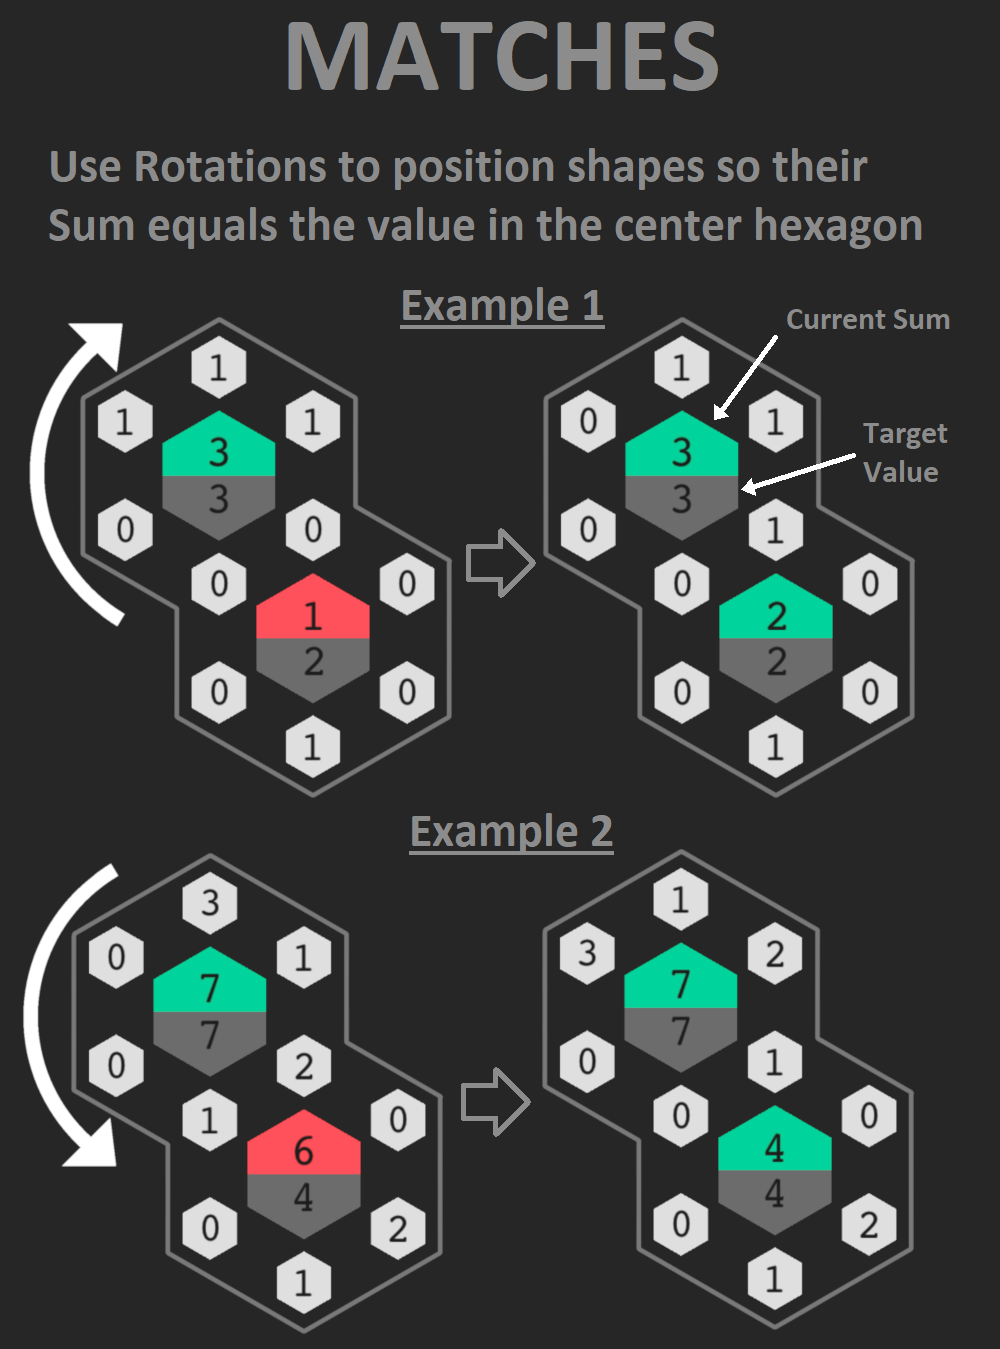 MATCHES
Use Rotations to position shapes so their
Sum equals the value in the center hexagon
Example 1
Current Sum
1 1
1 1 0 1
3 3
Target
3 3
Value
0 0 0 1
0 0 0 0
1 2
2 2
0 0 0 0
1 1
Example 2
3 1
0 1 3 2
7 7
7 7
0 2 0 1
1 0 0 0
6 4
4 4
0 2 0 2
1 1